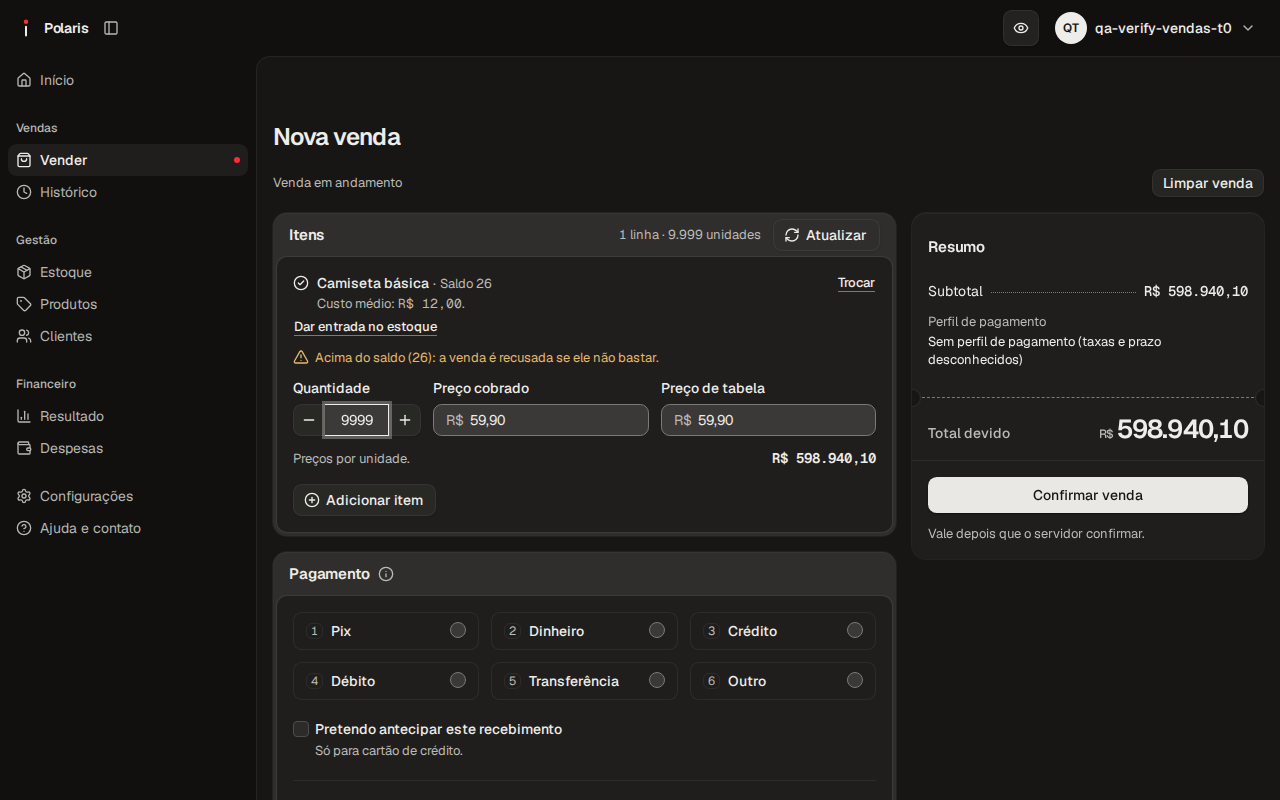 Polaris
QT qa-verify-vendas-t0
Início
Vendas
Vender
Histórico
Gestão
Estoque
Produtos
Clientes
Financeiro
Resultado
Despesas
Configurações
Ajuda e contato
Nova venda
Venda em andamento
Limpar venda
Itens
1 linha · 9.999 unidades
Atualizar
Camiseta básica · Saldo 26
Trocar
Custo médio: R$ 12,00.
Dar entrada no estoque
Acima do saldo (26): a venda é recusada se ele não bastar.
Quantidade Preço cobrado Preço de tabela
9999 R$ 59,90 R$ 59,90
Preços por unidade. R$ 598.940,10
Adicionar item
Pagamento
1 Pix 2 Dinheiro 3 Crédito
4 Débito 5 Transferência 6 Outro
Pretendo antecipar este recebimento
Só para cartão de crédito.
Resumo
Subtotal R$ 598.940,10
Perfil de pagamento
Sem perfil de pagamento (taxas e prazo
desconhecidos)
Total devido R$ 598.940,10
Confirmar venda
Vale depois que o servidor confirmar.